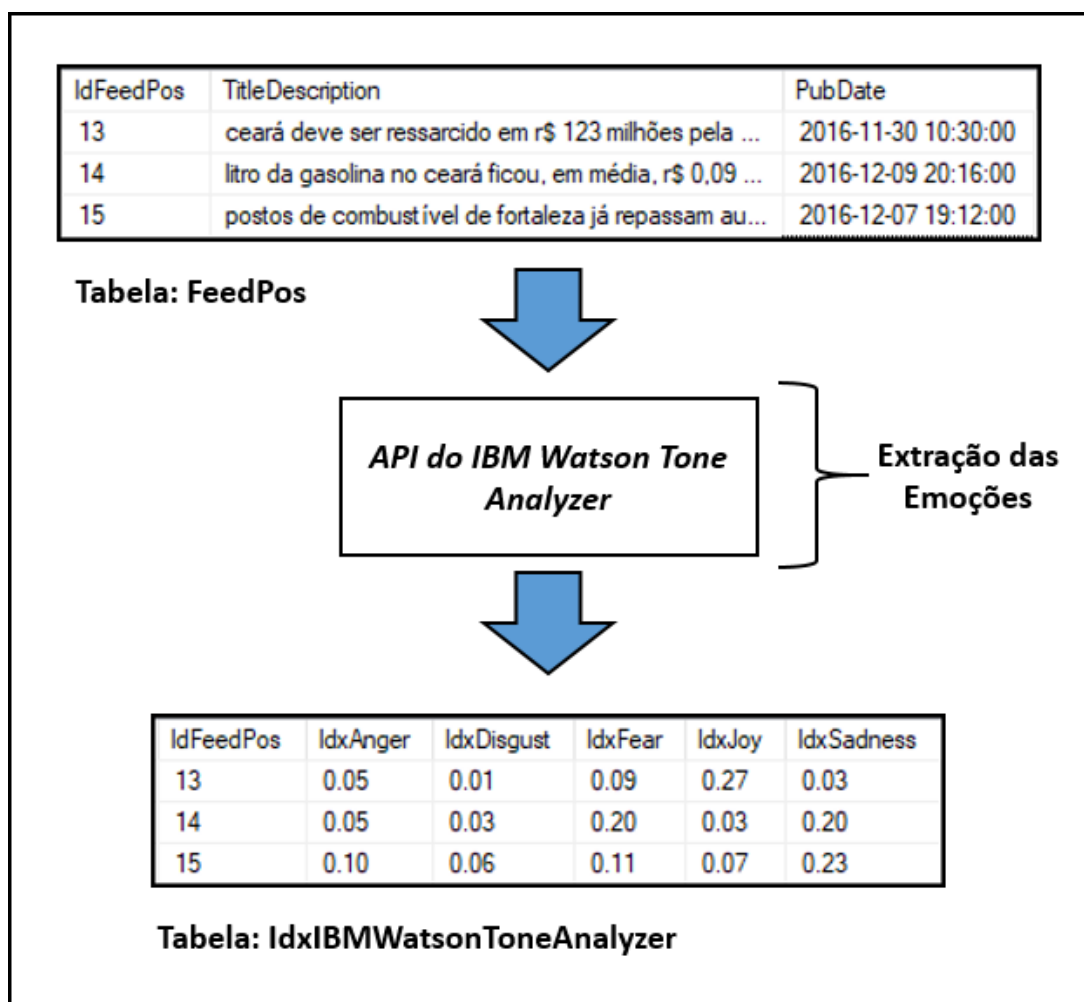 IdFeedPos TitleDescription PubDate
13 ceará deve ser ressarcido em r$ 123 milhões pela ... 2016-11-30 10:30:00
14 litro da gasolina no ceará ficou, em média, r$ 0,09 ... 2016-12-09 20:16:00
15 postos de combustível de fortaleza já repassam au... 2016-12-07 19:12:00
Tabela: FeedPos
API do IBM Watson Tone
Analyzer
Extração das
Emoções
IdFeedPos IdxAnger IdxDisgust IdxFear IdxJoy IdxSadness
13 0.05 0.01 0.09 0.27 0.03
14 0.05 0.03 0.20 0.03 0.20
15 0.10 0.06 0.11 0.07 0.23
Tabela: IdxIBMWatsonToneAnalyzer